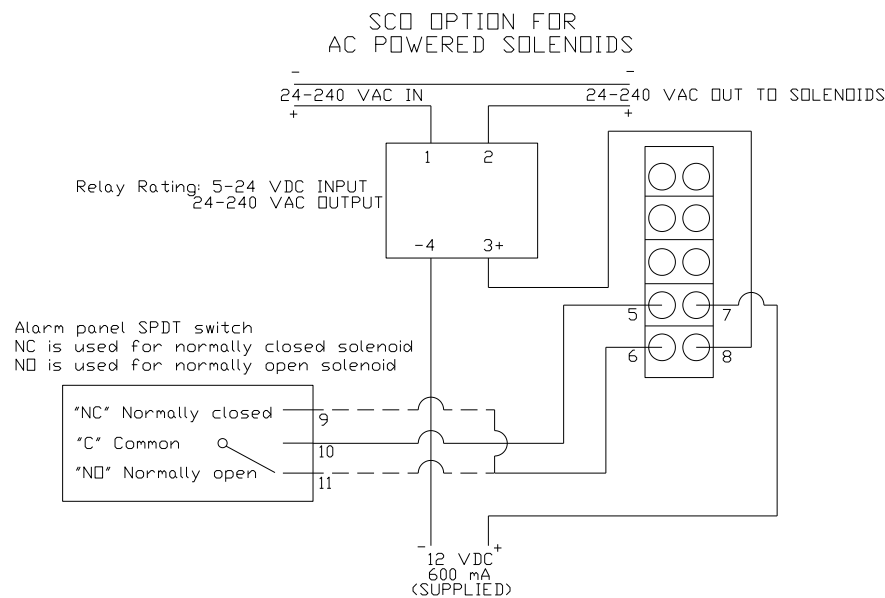 SCO OPTION FOR
AC POWERED SOLENOIDS
- -
24-240 VAC IN 24-240 VAC OUT TO SOLENOIDS
+ +
1 2
Relay Rating: 5-24 VDC INPUT
24-240 VAC OUTPUT
-4 3+
5 7
6 8
Alarm panel SPDT switch
NC is used for normally closed solenoid
NO is used for normally open solenoid
"NC" Normally closed
9
"C" Common
10
"NO" Normally open
11
- +
12 VDC
600 mA
(SUPPLIED)